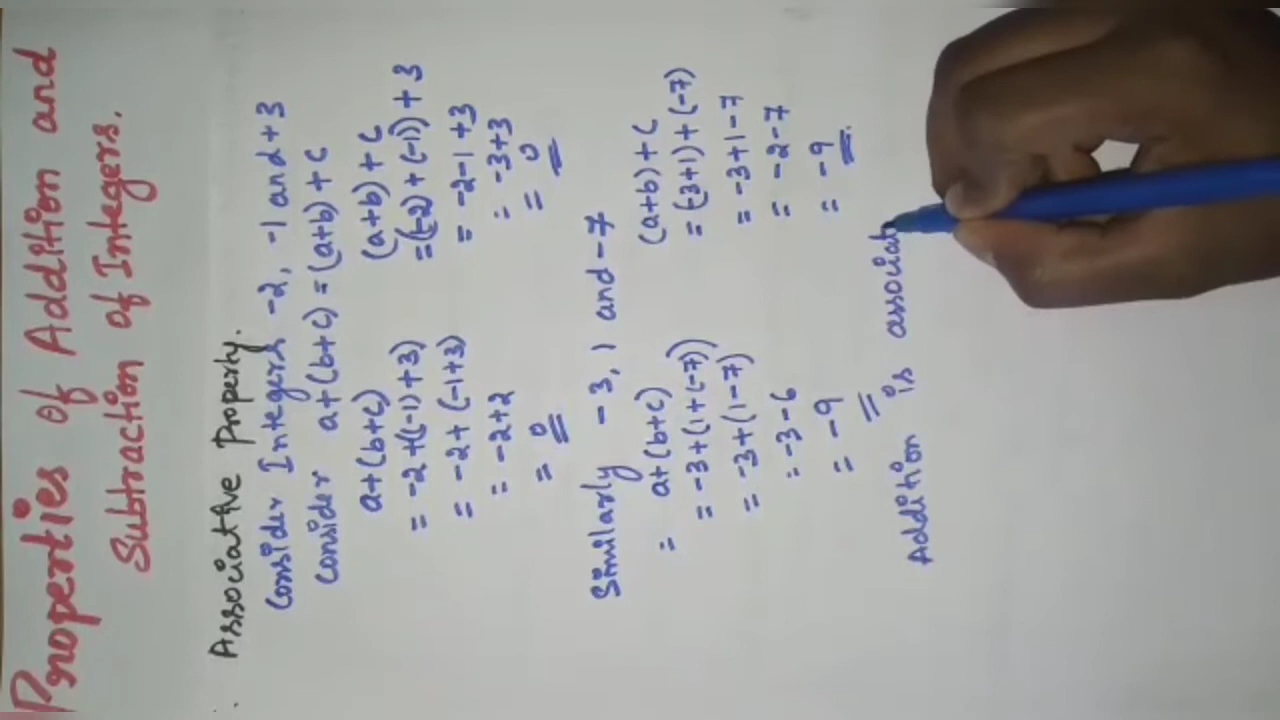 Properties of Addition and
Subtraction of Integers.
Associative Property.
Consider Integers -2, -1 and +3
Consider a+(b+c) = (a+b)+c
a+(b+c)
= -2+((-1)+3)
= -2+(-1+3)
= -2+2
= 0
(a+b)+c
=((-2)+(-1))+3
= -2-1+3
= -3+3
= 0
Similarly -3, 1 and -7
= a+(b+c)
= -3+(1+(-7))
= -3+(1-7)
= -3-6
= -9
(a+b)+c
= (-3+1)+(-7)
= -3+1-7
= -2-7
= -9
Addition is associat